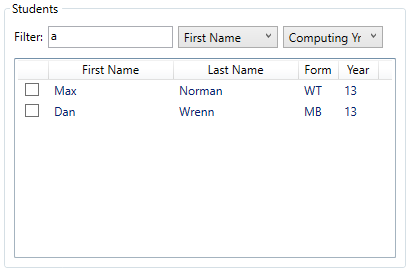 Students
Filter: a First Name Computing Yr
First Name Last Name Form Year
Max Norman WT 13
Dan Wrenn MB 13